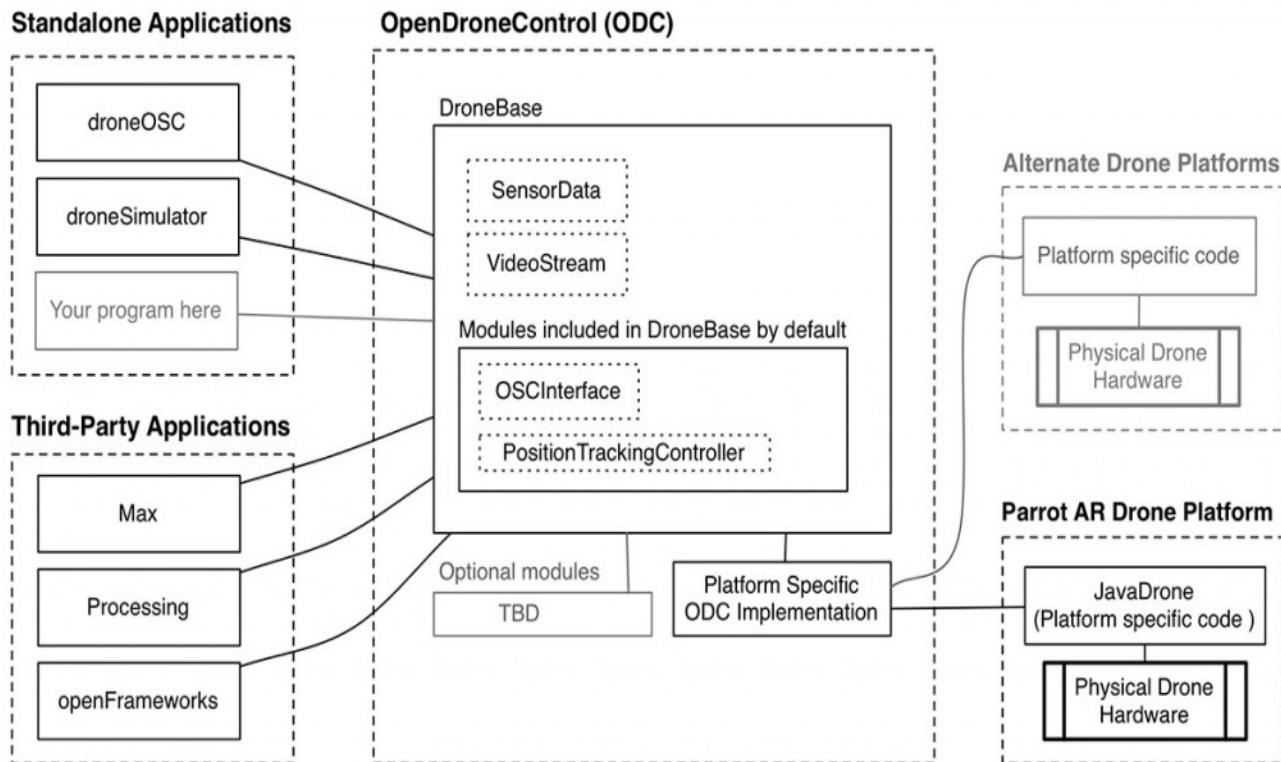 Standalone Applications
droneOSC
droneSimulator
Your program here
Third-Party Applications
Max
Processing
openFrameworks
OpenDroneControl (ODC)
DroneBase
SensorData
VideoStream
Modules included in DroneBase by default
OSCInterface
PositionTrackingController
Optional modules
TBD
Platform Specific
ODC Implementation
Alternate Drone Platforms
Platform specific code
Physical Drone
Hardware
Parrot AR Drone Platform
JavaDrone
(Platform specific code )
Physical Drone
Hardware